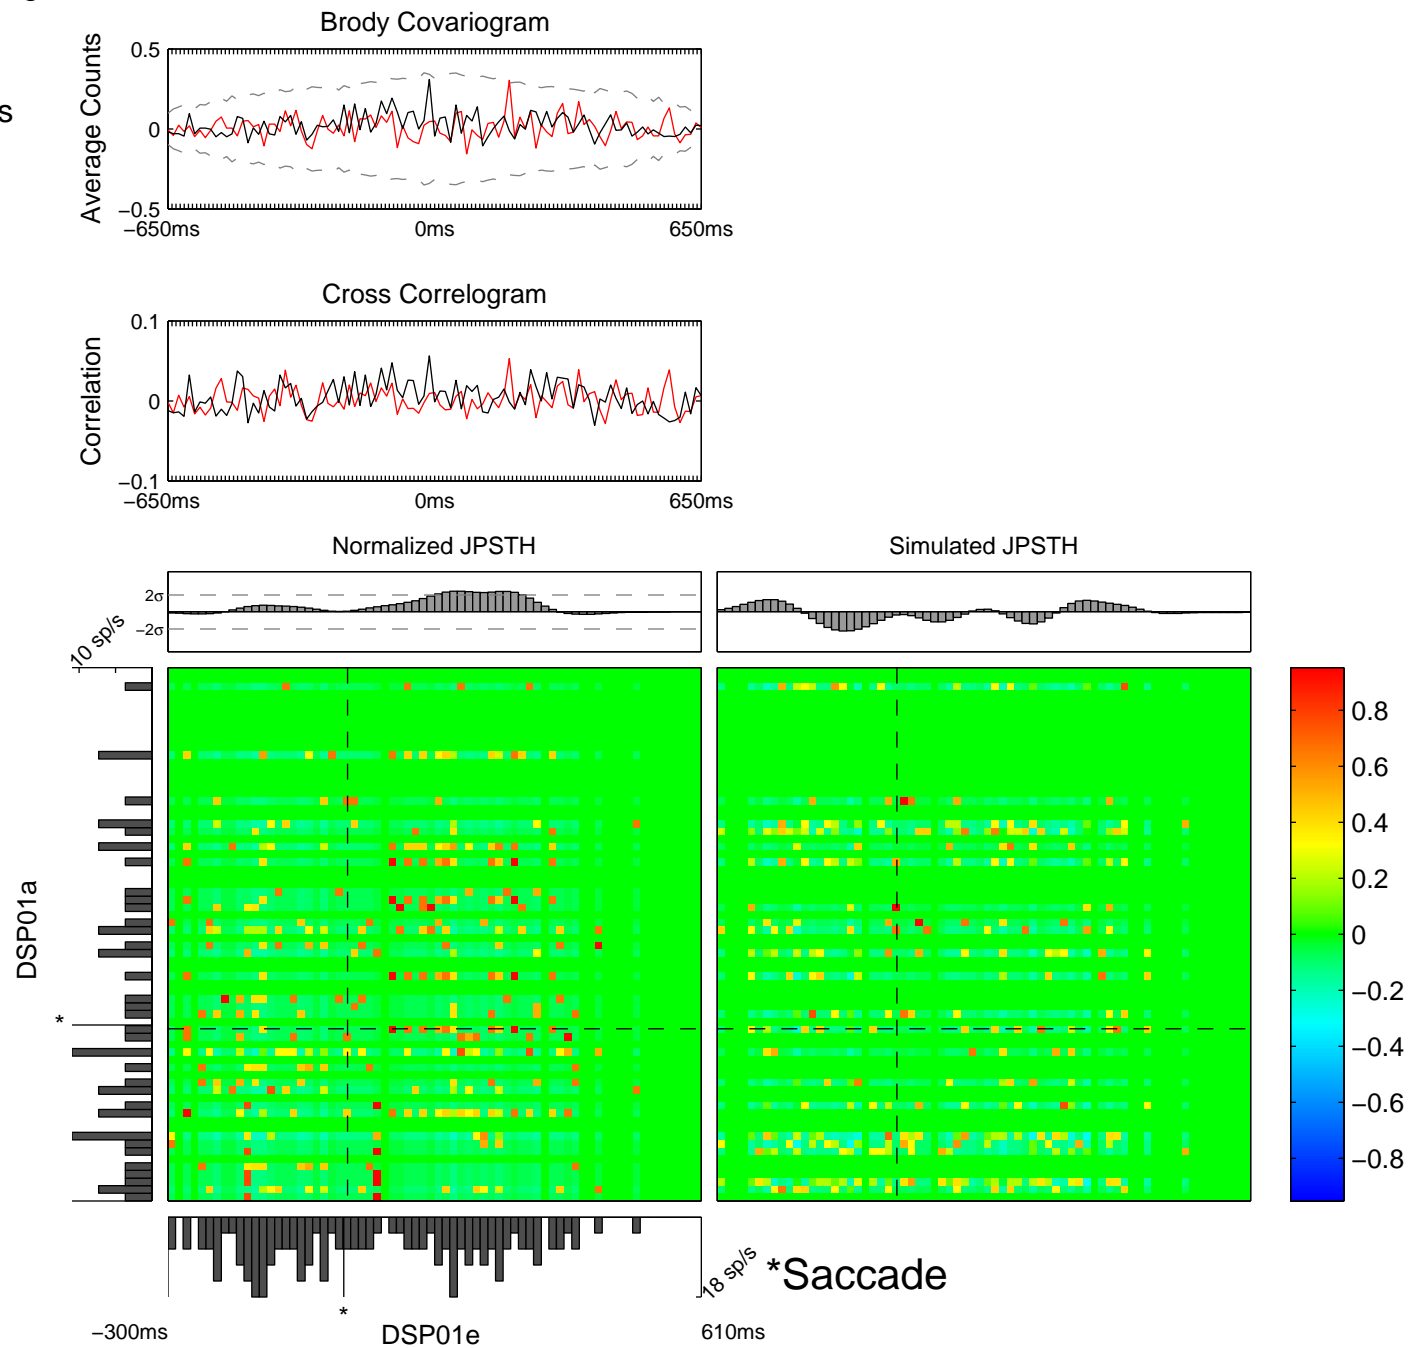 Brody Covariogram
s
Average Counts
0.5
0
−0.5
−650ms
0ms
650ms
Cross Correlogram
Correlation
0.1
0
−0.1
−650ms
0ms
650ms
Normalized JPSTH
Simulated JPSTH
2σ
−2σ
10 sp/s
DSP01a
*
0.8
0.6
0.4
0.2
0
−0.2
−0.4
−0.6
−0.8
18 sp/s
*Saccade
*
−300ms
DSP01e
610ms